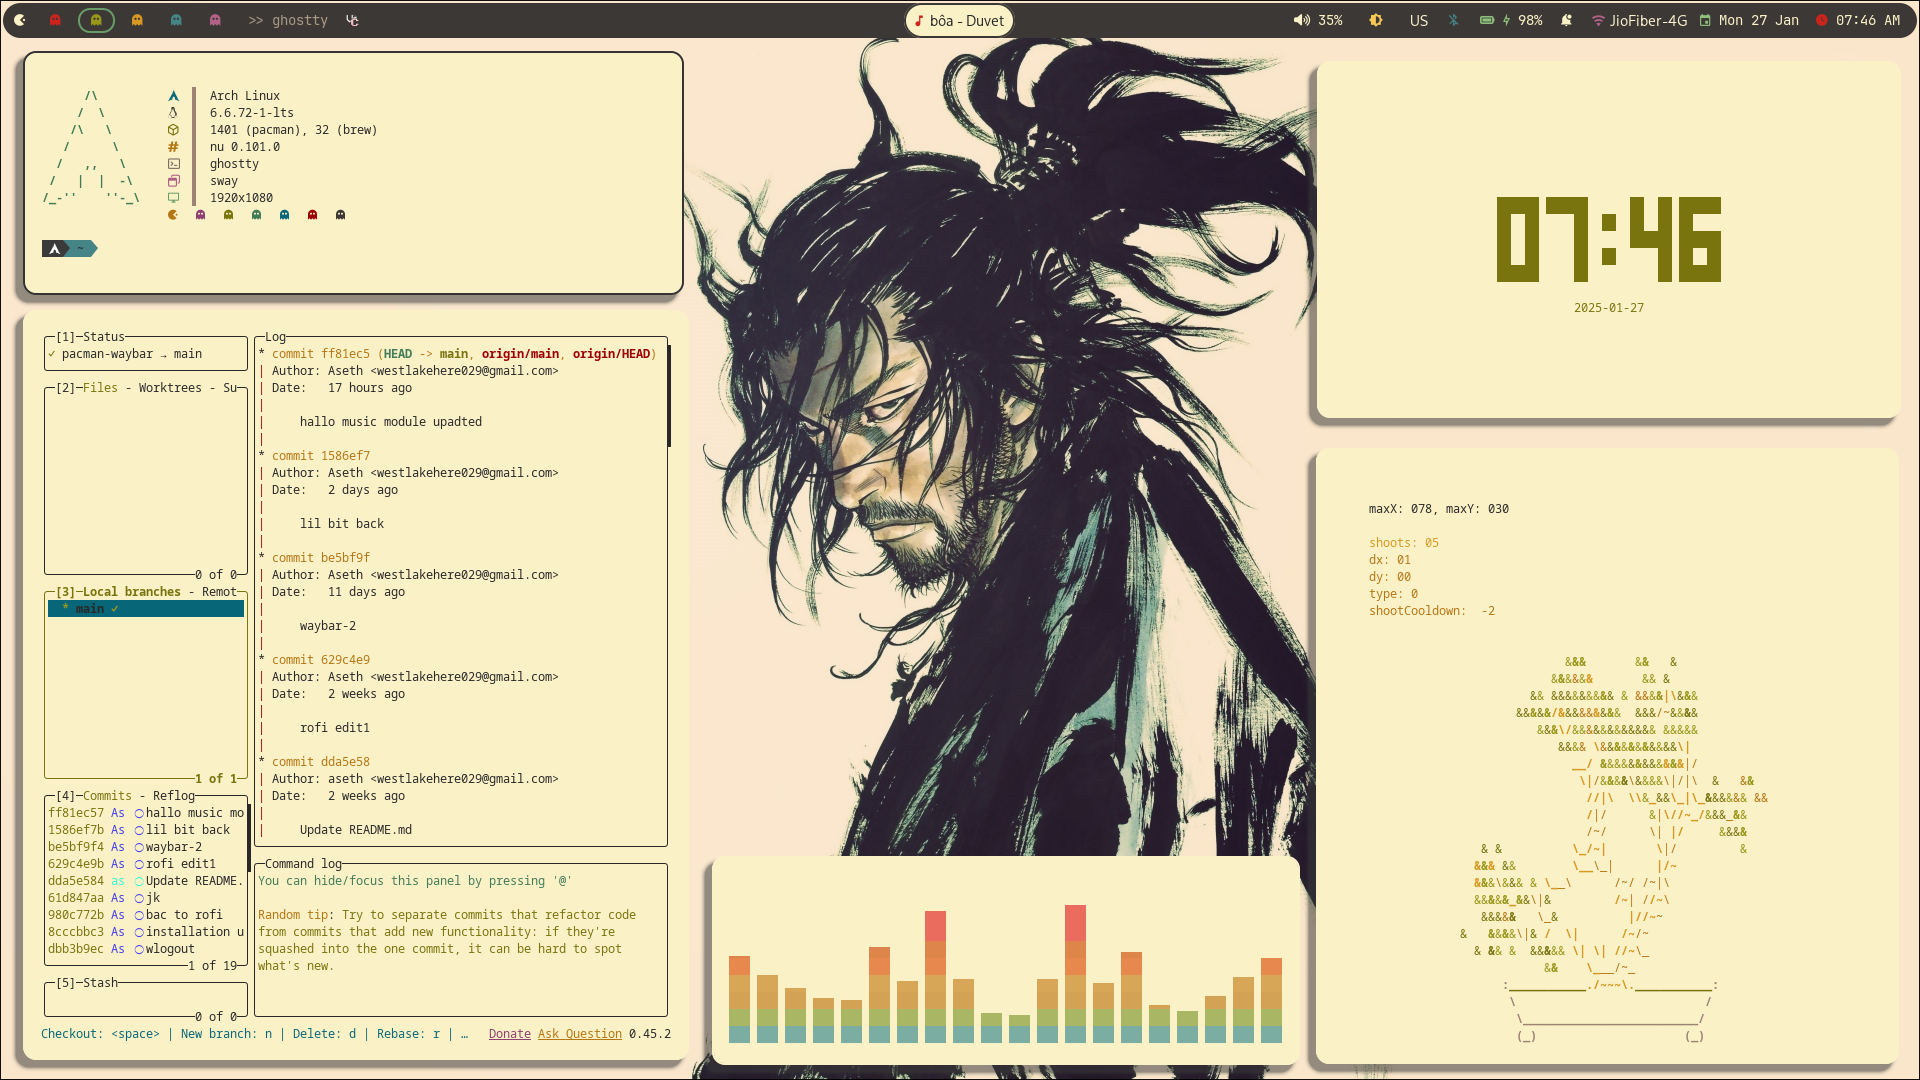 >> ghostty
bôa - Duvet
35%
US
98%
JioFiber-4G
Mon 27 Jan
07:46 AM
Arch Linux
6.6.72-1-lts
1401 (pacman), 32 (brew)
nu 0.101.0
ghostty
sway
1920x1080
~
[1]-Status
✓ pacman-waybar → main
[2]-Files - Worktrees - Su
0 of 0
[3]-Local branches - Remot
* main ✓
1 of 1
[4]-Commits - Reflog
ff81ec57 As hallo music mo
1586ef7b As lil bit back
be5bf9f4 As waybar-2
629c4e9b As rofi edit1
dda5e584 as Update README.
61d847aa As jk
980c772b As bac to rofi
8cccbbc3 As installation u
dbb3b9ec As wlogout
1 of 19
[5]-Stash
0 of 0
Log
* commit ff81ec5 (HEAD -> main, origin/main, origin/HEAD)
| Author: Aseth <westlakehere029@gmail.com>
| Date:   17 hours ago
|
|     hallo music module upadted
|
* commit 1586ef7
| Author: Aseth <westlakehere029@gmail.com>
| Date:   2 days ago
|
|     lil bit back
|
* commit be5bf9f
| Author: Aseth <westlakehere029@gmail.com>
| Date:   11 days ago
|
|     waybar-2
|
* commit 629c4e9
| Author: Aseth <westlakehere029@gmail.com>
| Date:   2 weeks ago
|
|     rofi edit1
|
* commit dda5e58
| Author: aseth <westlakehere029@gmail.com>
| Date:   2 weeks ago
|
|     Update README.md
Command log
You can hide/focus this panel by pressing '@'
Random tip: Try to separate commits that refactor code
from commits that add new functionality: if they're
squashed into the one commit, it can be hard to spot
what's new.
Checkout: <space> | New branch: n | Delete: d | Rebase: r | …
Donate Ask Question 0.45.2
07:46
2025-01-27
maxX: 078, maxY: 030
shoots: 05
dx: 01
dy: 00
type: 0
shootCooldown:  -2